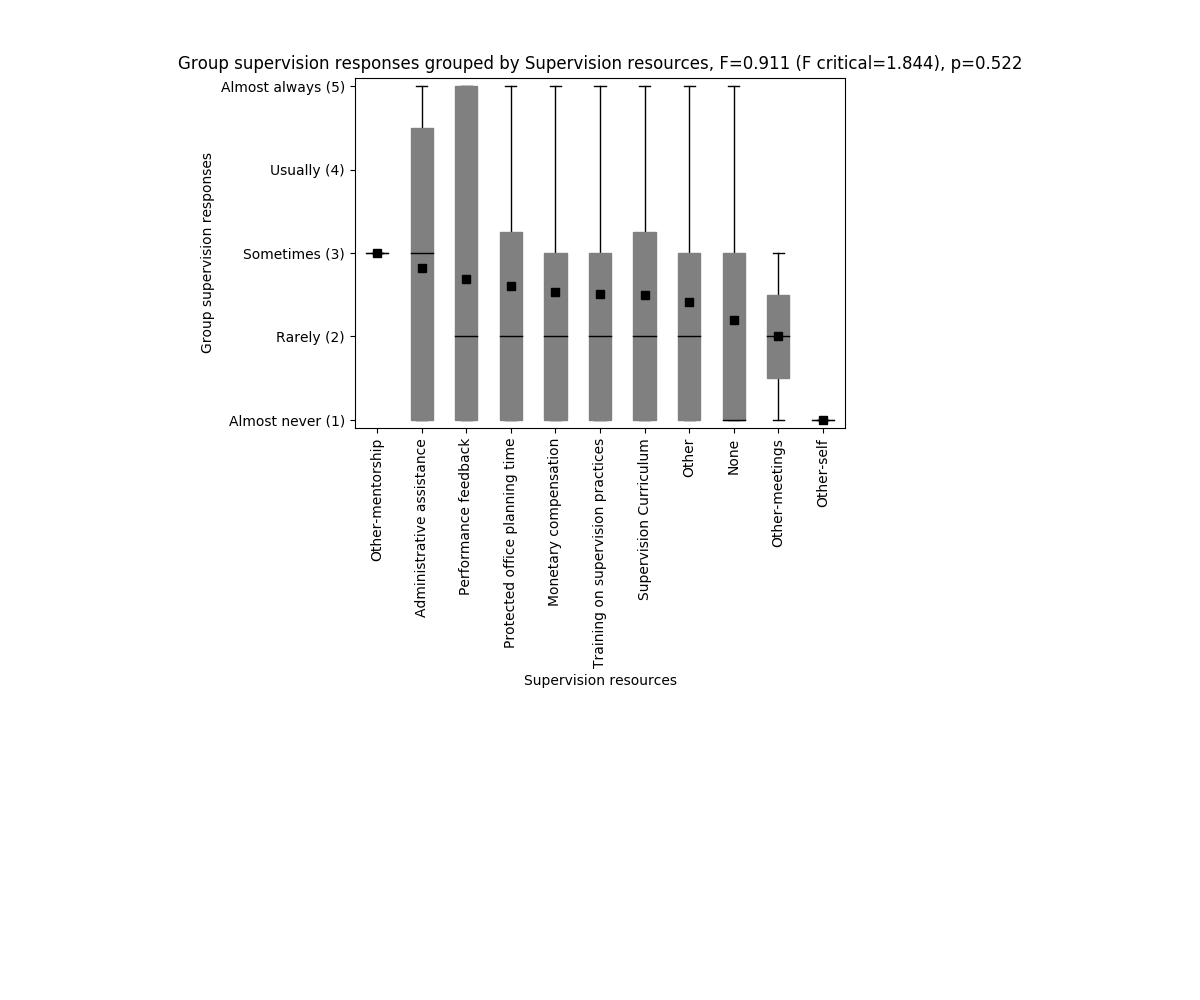 Group supervision responses grouped by Supervision resources, F=0.911 (F critical=1.844), p=0.522
Group supervision responses
Almost always (5)
Usually (4)
Sometimes (3)
Rarely (2)
Almost never (1)
Other-mentorship
Administrative assistance
Performance feedback
Protected office planning time
Monetary compensation
Training on supervision practices
Supervision Curriculum
Other
None
Other-meetings
Other-self
Supervision resources